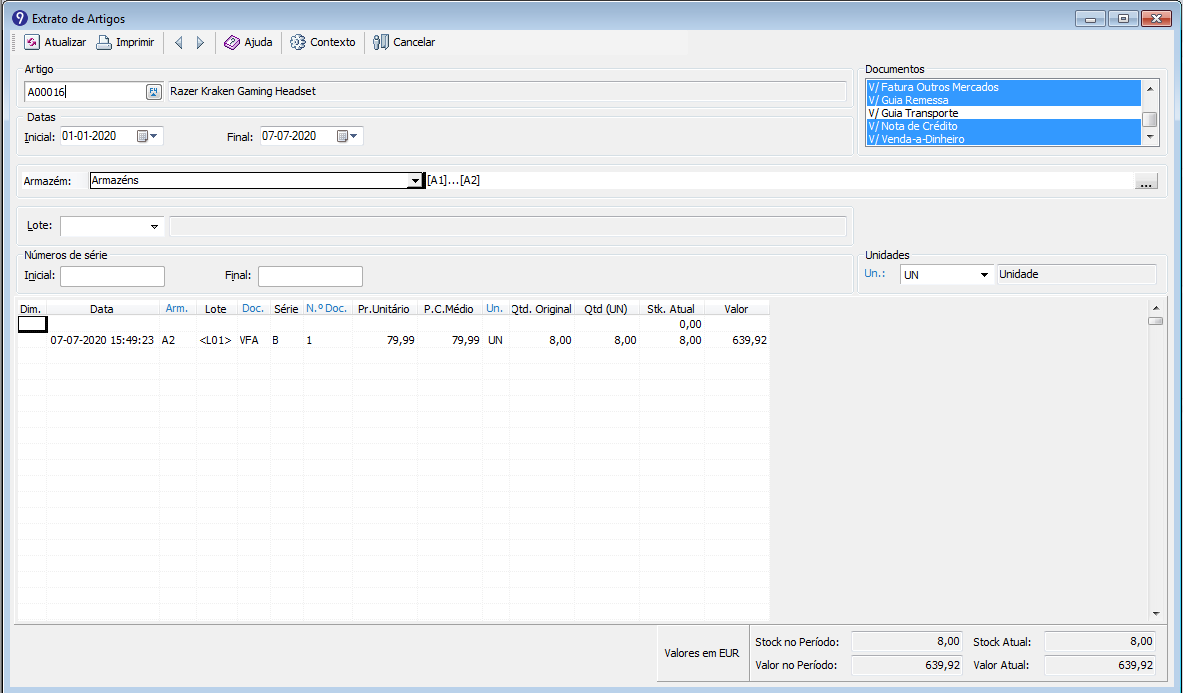 Extrato de Artigos
Atualizar Imprimir Ajuda Contexto Cancelar
Artigo
A00016 F4 Razer Kraken Gaming Headset
Documentos
V/ Fatura Outros Mercados
V/ Guia Remessa
V/ Guia Transporte
V/ Nota de Crédito
V/ Venda-a-Dinheiro
Datas
Inicial: 01-01-2020 Final: 07-07-2020
Armazém: Armazéns [A1]...[A2] ...
Lote:
Números de série
Inicial: Final:
Unidades
Un.: UN Unidade
Dim. Data Arm. Lote Doc. Série N.º Doc. Pr.Unitário P.C.Médio Un. Qtd. Original Qtd (UN) Stk. Atual Valor
0,00
07-07-2020 15:49:23 A2 <L01> VFA B 1 79,99 79,99 UN 8,00 8,00 8,00 639,92
Valores em EUR
Stock no Período: 8,00 Stock Atual: 8,00
Valor no Período: 639,92 Valor Atual: 639,92